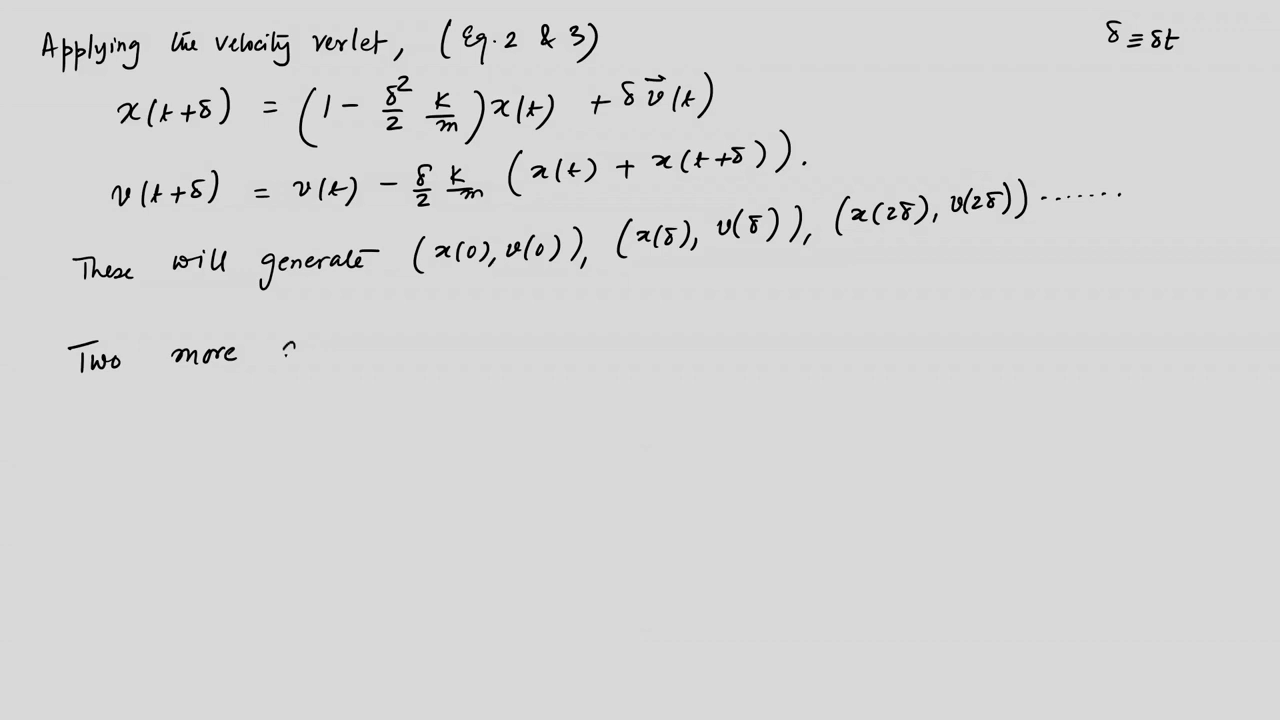 Applying the velocity verlet, (Eq. 2 & 3) δ ≡ δt
x(t+δ) = (1 - δ²/2 k/m) x(t) + δ v⃗(t)
v(t+δ) = v(t) - δ/2 k/m (x(t) + x(t+δ)).
These will generate (x(0), v(0)), (x(δ), v(δ)), (x(2δ), v(2δ)) .......
Two more